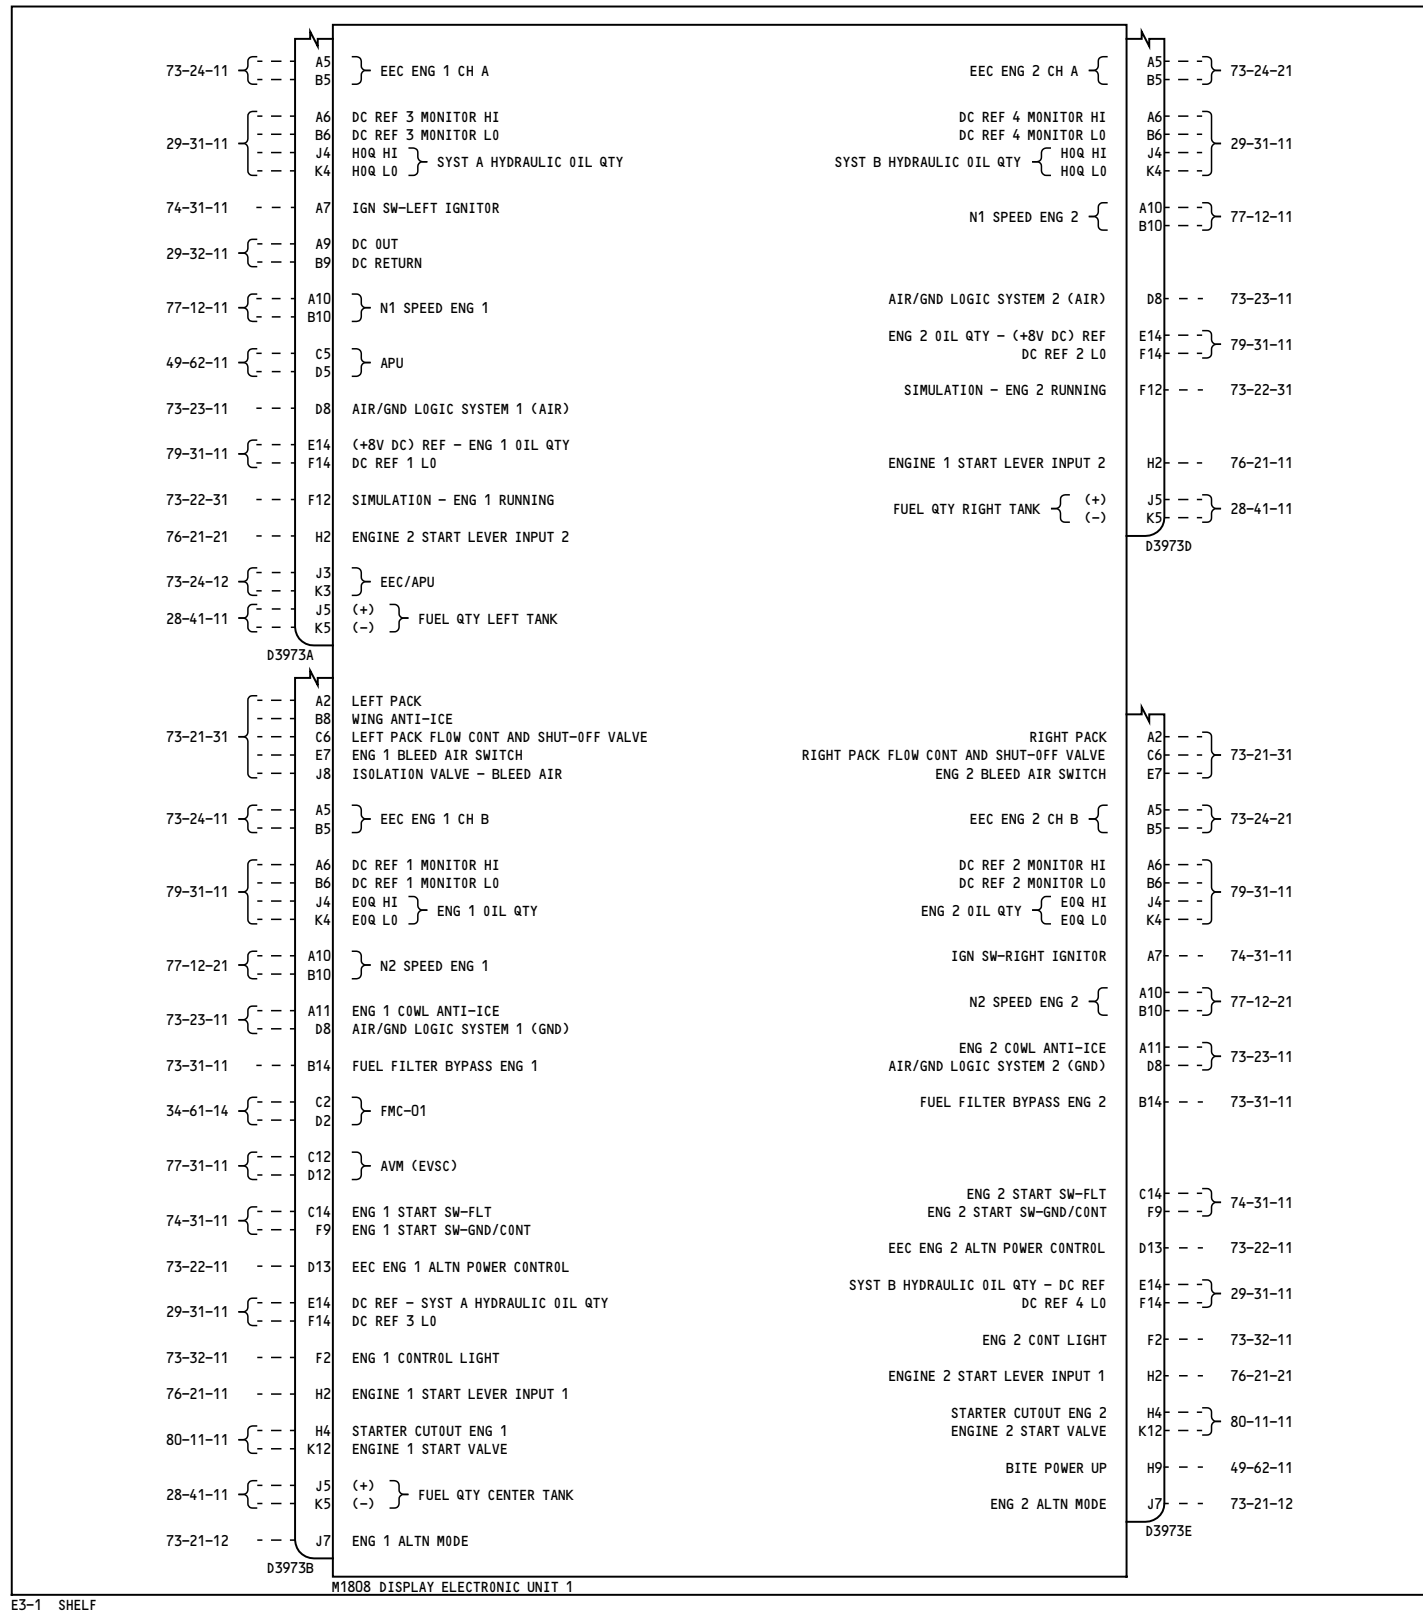 73-24-11 A5 EEC ENG 1 CH A
B5
A6 DC REF 3 MONITOR HI
B6 DC REF 3 MONITOR LO
29-31-11 J4 HOQ HI SYST A HYDRAULIC OIL QTY
K4 HOQ LO
74-31-11 A7 IGN SW-LEFT IGNITOR
29-32-11 A9 DC OUT
B9 DC RETURN
77-12-11 A10 N1 SPEED ENG 1
B10
49-62-11 C5 APU
D5
73-23-11 D8 AIR/GND LOGIC SYSTEM 1 (AIR)
79-31-11 E14 (+8V DC) REF - ENG 1 OIL QTY
F14 DC REF 1 LO
73-22-31 F12 SIMULATION - ENG 1 RUNNING
76-21-21 H2 ENGINE 2 START LEVER INPUT 2
73-24-12 J3 EEC/APU
K3
28-41-11 J5 (+) FUEL QTY LEFT TANK
K5 (-)
D3973A
EEC ENG 2 CH A A5 73-24-21
B5
DC REF 4 MONITOR HI A6
DC REF 4 MONITOR LO B6
SYST B HYDRAULIC OIL QTY HOQ HI J4 29-31-11
HOQ LO K4
N1 SPEED ENG 2 A10 77-12-11
B10
AIR/GND LOGIC SYSTEM 2 (AIR) D8 73-23-11
ENG 2 OIL QTY - (+8V DC) REF E14 79-31-11
DC REF 2 LO F14
SIMULATION - ENG 2 RUNNING F12 73-22-31
ENGINE 1 START LEVER INPUT 2 H2 76-21-11
FUEL QTY RIGHT TANK (+) J5 28-41-11
(-) K5
D3973D
A2 LEFT PACK
B8 WING ANTI-ICE
73-21-31 C6 LEFT PACK FLOW CONT AND SHUT-OFF VALVE
E7 ENG 1 BLEED AIR SWITCH
J8 ISOLATION VALVE - BLEED AIR
73-24-11 A5 EEC ENG 1 CH B
B5
A6 DC REF 1 MONITOR HI
B6 DC REF 1 MONITOR LO
79-31-11 J4 EOQ HI ENG 1 OIL QTY
K4 EOQ LO
77-12-21 A10 N2 SPEED ENG 1
B10
73-23-11 A11 ENG 1 COWL ANTI-ICE
D8 AIR/GND LOGIC SYSTEM 1 (GND)
73-31-11 B14 FUEL FILTER BYPASS ENG 1
34-61-14 C2 FMC-01
D2
77-31-11 C12 AVM (EVSC)
D12
74-31-11 C14 ENG 1 START SW-FLT
F9 ENG 1 START SW-GND/CONT
73-22-11 D13 EEC ENG 1 ALTN POWER CONTROL
29-31-11 E14 DC REF - SYST A HYDRAULIC OIL QTY
F14 DC REF 3 LO
73-32-11 F2 ENG 1 CONTROL LIGHT
76-21-11 H2 ENGINE 1 START LEVER INPUT 1
80-11-11 H4 STARTER CUTOUT ENG 1
K12 ENGINE 1 START VALVE
28-41-11 J5 (+) FUEL QTY CENTER TANK
K5 (-)
73-21-12 J7 ENG 1 ALTN MODE
D3973B
RIGHT PACK A2
RIGHT PACK FLOW CONT AND SHUT-OFF VALVE C6 73-21-31
ENG 2 BLEED AIR SWITCH E7
EEC ENG 2 CH B A5 73-24-21
B5
DC REF 2 MONITOR HI A6
DC REF 2 MONITOR LO B6
ENG 2 OIL QTY EOQ HI J4 79-31-11
EOQ LO K4
IGN SW-RIGHT IGNITOR A7 74-31-11
N2 SPEED ENG 2 A10 77-12-21
B10
ENG 2 COWL ANTI-ICE A11 73-23-11
AIR/GND LOGIC SYSTEM 2 (GND) D8
FUEL FILTER BYPASS ENG 2 B14 73-31-11
ENG 2 START SW-FLT C14 74-31-11
ENG 2 START SW-GND/CONT F9
EEC ENG 2 ALTN POWER CONTROL D13 73-22-11
SYST B HYDRAULIC OIL QTY - DC REF E14 29-31-11
DC REF 4 LO F14
ENG 2 CONT LIGHT F2 73-32-11
ENGINE 2 START LEVER INPUT 1 H2 76-21-21
STARTER CUTOUT ENG 2 H4 80-11-11
ENGINE 2 START VALVE K12
BITE POWER UP H9 49-62-11
ENG 2 ALTN MODE J7 73-21-12
D3973E
M1808 DISPLAY ELECTRONIC UNIT 1
E3-1 SHELF